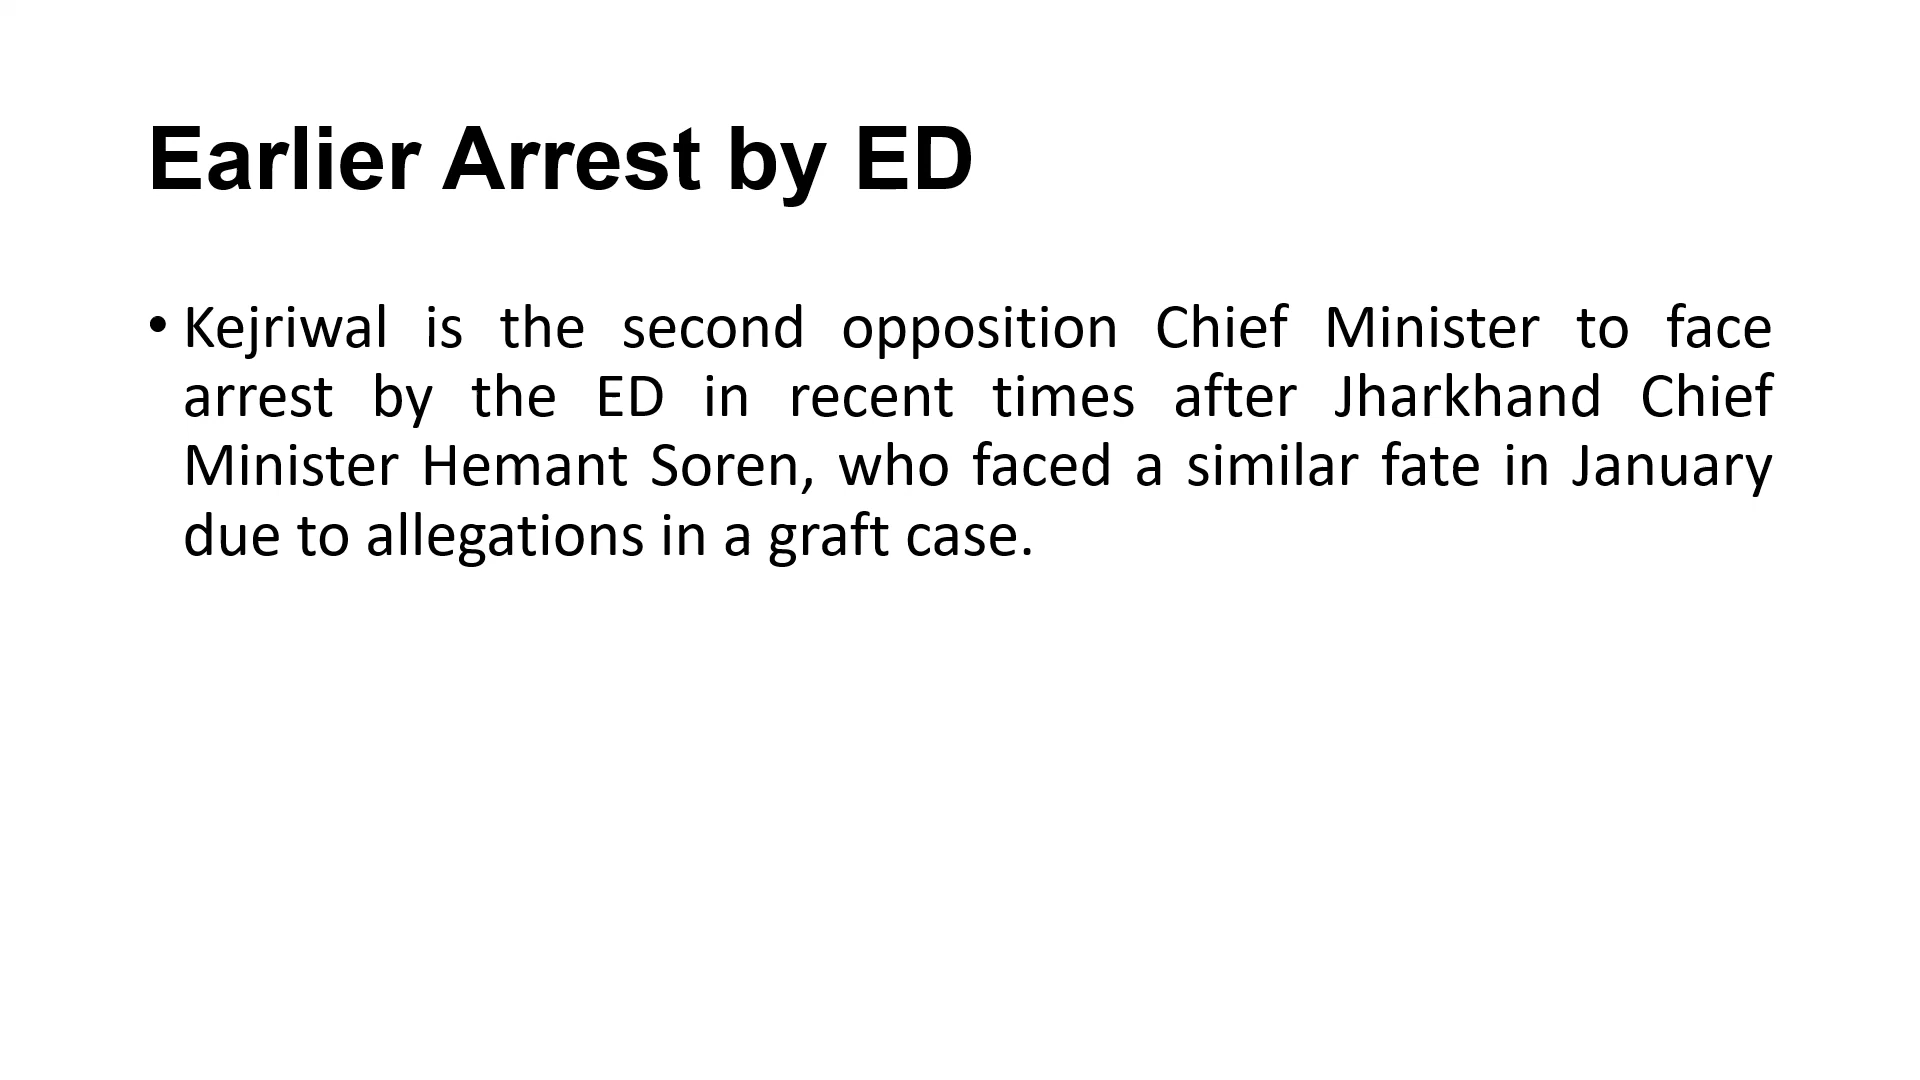 Earlier Arrest by ED
• Kejriwal is the second opposition Chief Minister to face
arrest by the ED in recent times after Jharkhand Chief
Minister Hemant Soren, who faced a similar fate in January
due to allegations in a graft case.